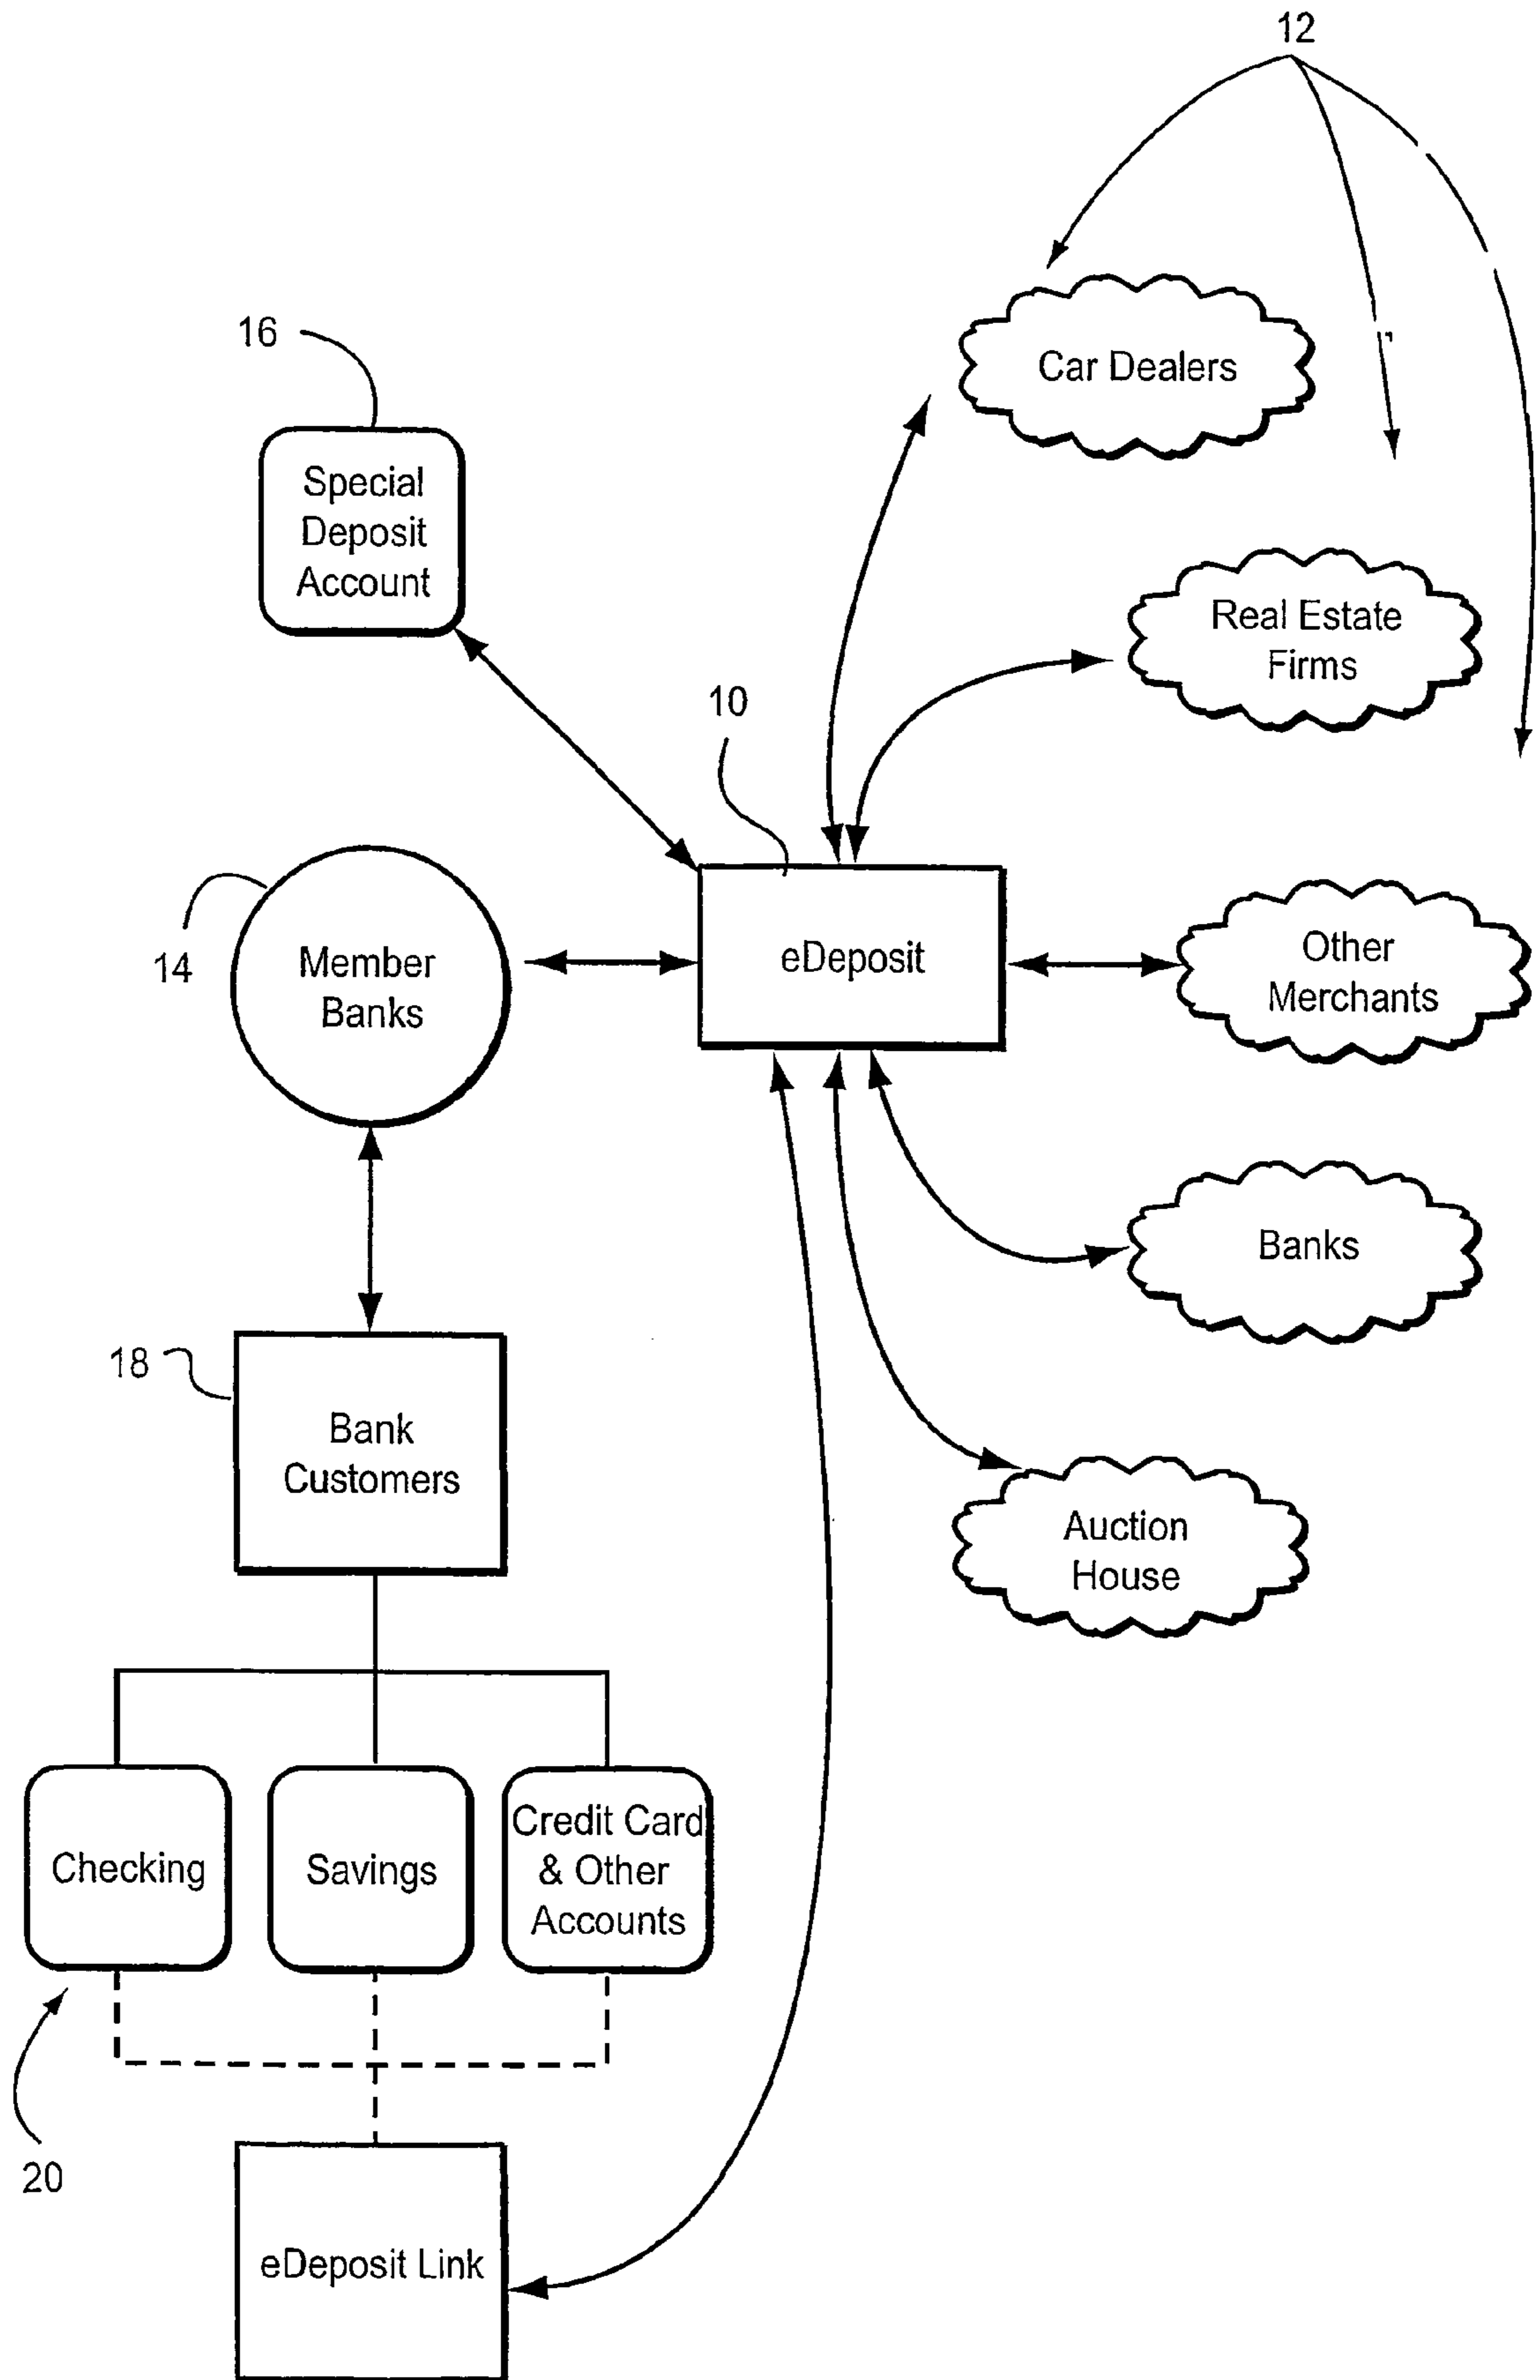 12
Car Dealers
16
Special
Deposit
Account
Real Estate
Firms
10
14
Member
Banks
eDeposit
Other
Merchants
Banks
18
Bank
Customers
Auction
House
Checking
Savings
Credit Card
& Other
Accounts
20
eDeposit Link